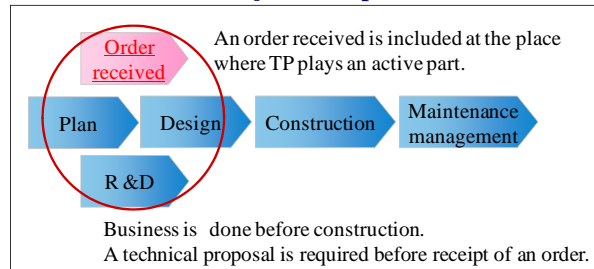 Order
received
An order received is included at the place
where TP plays an active part.
Plan
Design
Construction
Maintenance
management
R &D
Business is done before construction.
A technical proposal is required before receipt of an order.